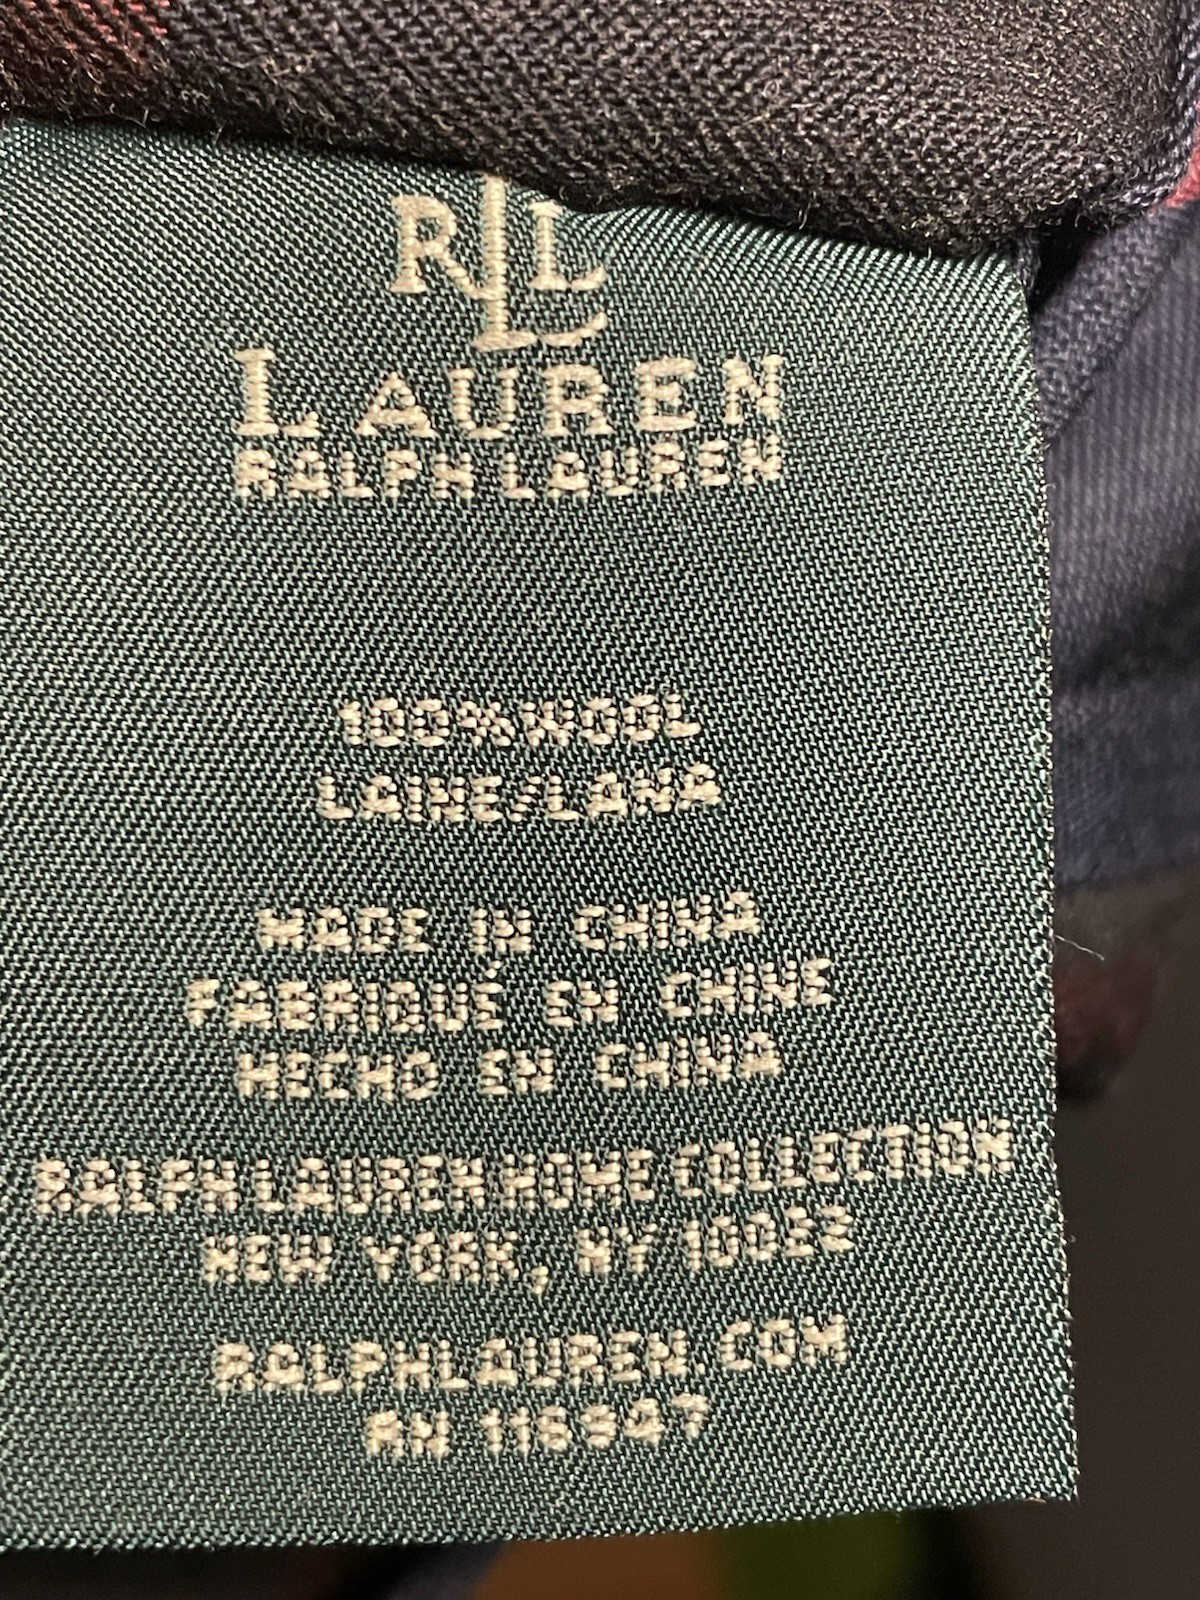 RLL
LAUREN
RALPH LAUREN
100% WOOL
LAINE/LANA
MADE IN CHINA
FABRIQUÉ EN CHINE
HECHO EN CHINA
RALPH LAUREN HOME COLLECTION
NEW YORK, NY 10022
RALPHLAUREN.COM
RN